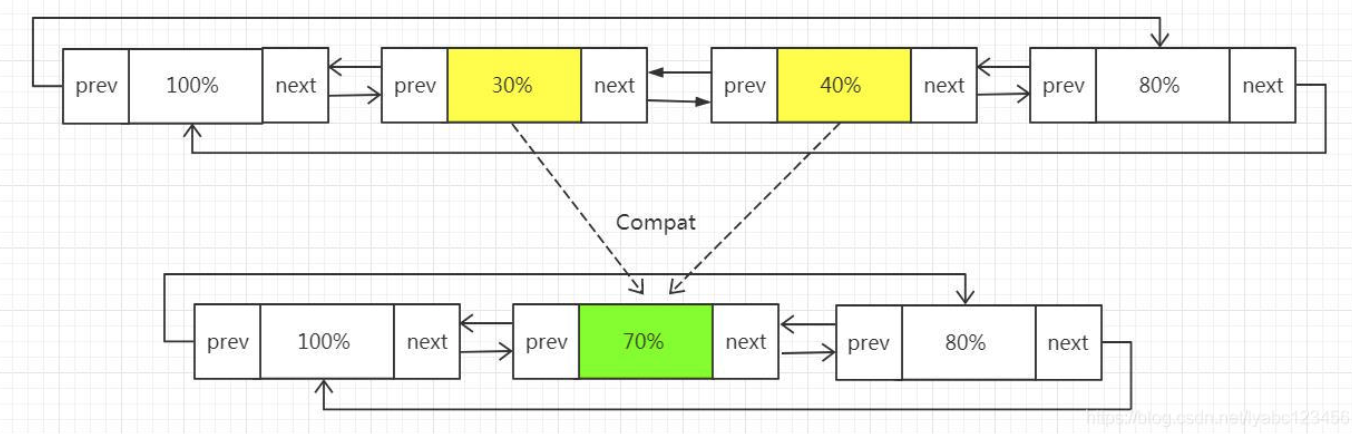 prev 100% next prev 30% next prev 40% next prev 80% next
Compat
prev 100% next prev 70% next prev 80% next
https://blog.csdn.net/lyabc123456